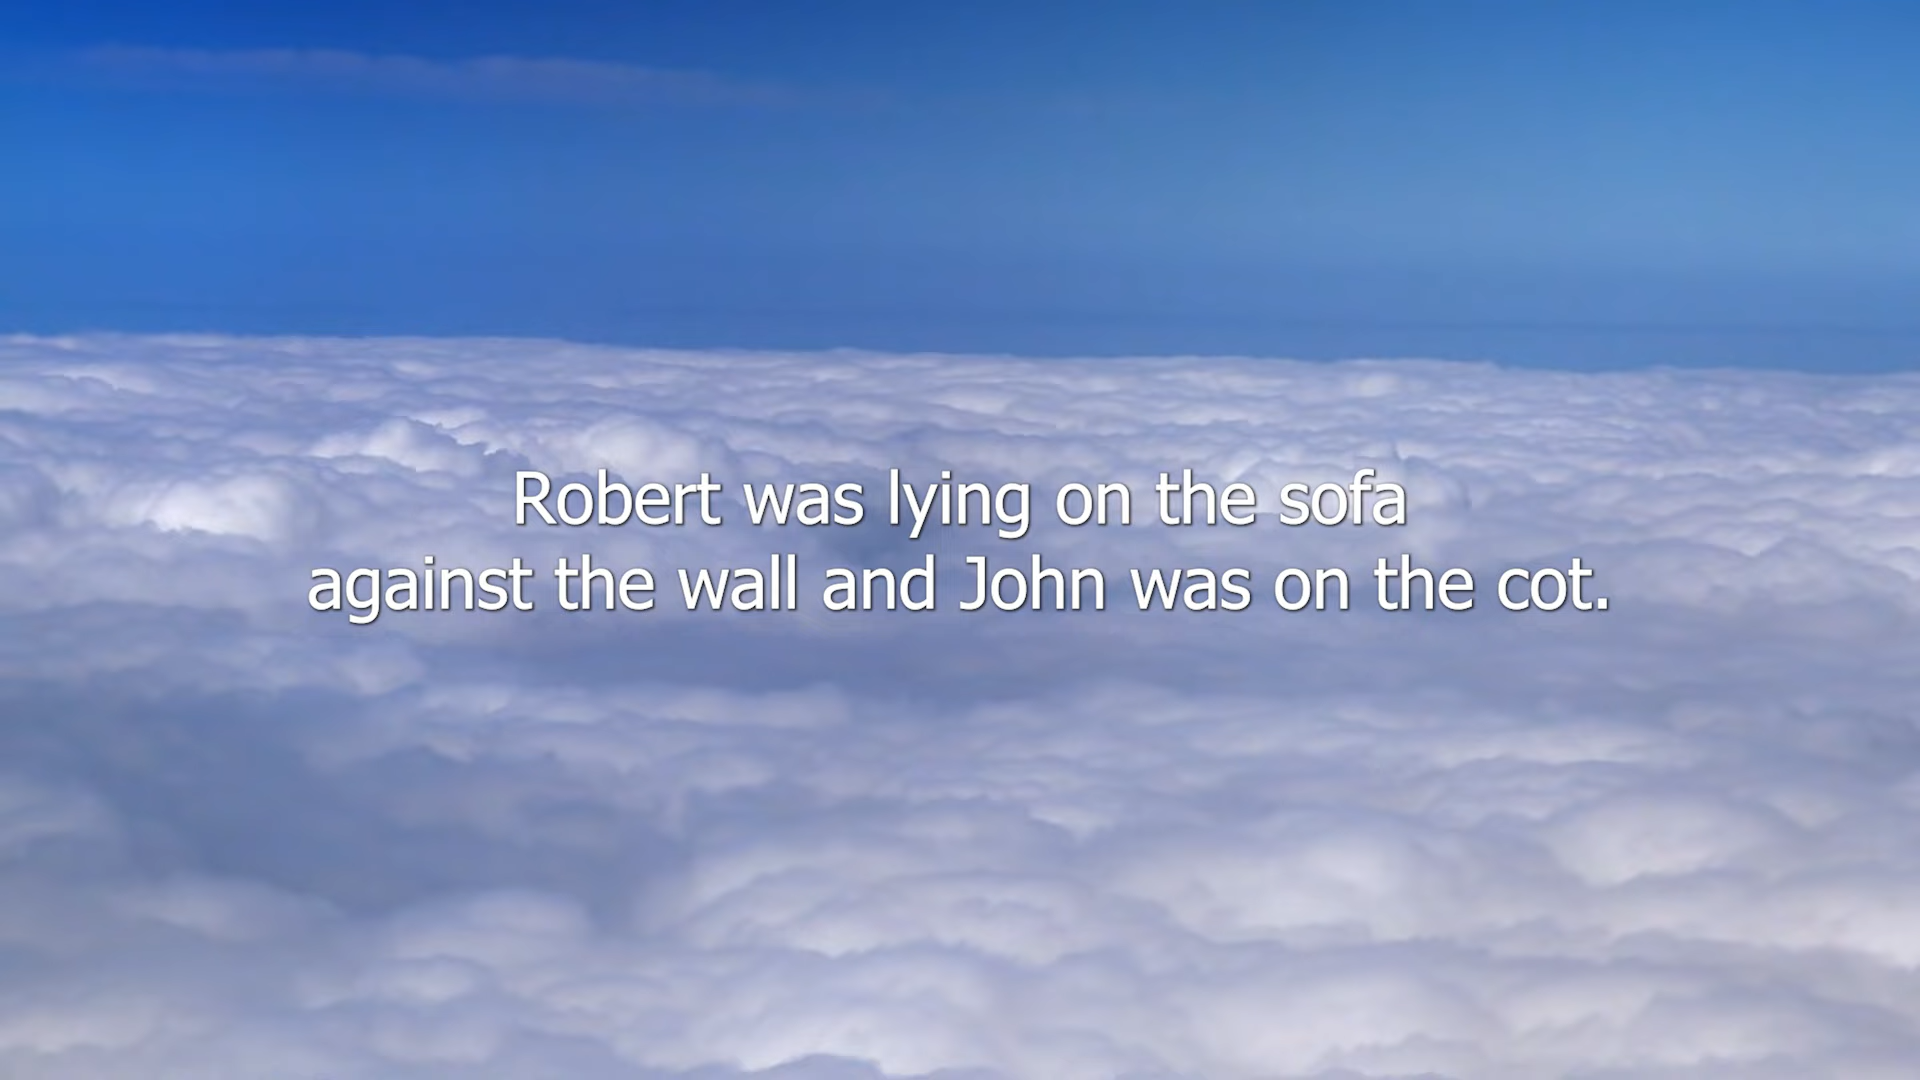 Robert was lying on the sofa
against the wall and John was on the cot.